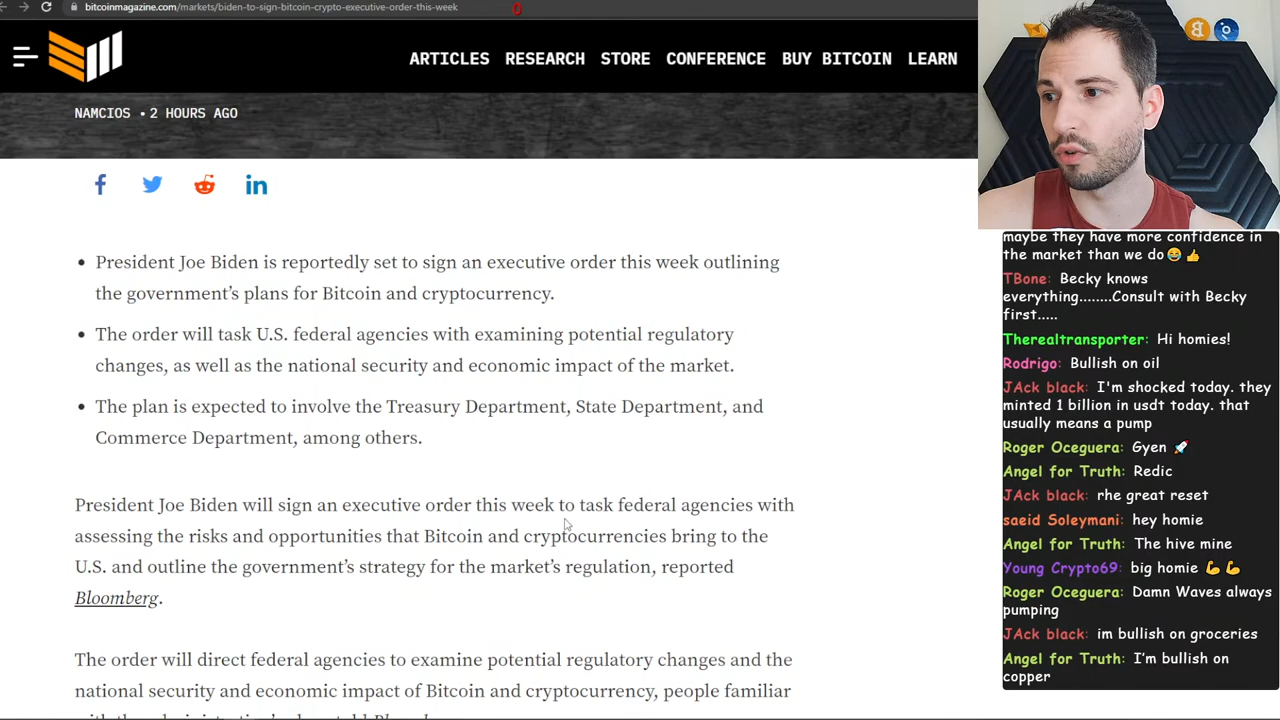 bitcoinmagazine.com/markets/biden-to-sign-bitcoin-crypto-executive-order-this-week
0
ARTICLES RESEARCH STORE CONFERENCE BUY BITCOIN LEARN
NAMCIOS • 2 HOURS AGO
• President Joe Biden is reportedly set to sign an executive order this week outlining
the government's plans for Bitcoin and cryptocurrency.
• The order will task U.S. federal agencies with examining potential regulatory
changes, as well as the national security and economic impact of the market.
• The plan is expected to involve the Treasury Department, State Department, and
Commerce Department, among others.
President Joe Biden will sign an executive order this week to task federal agencies with
assessing the risks and opportunities that Bitcoin and cryptocurrencies bring to the
U.S. and outline the government's strategy for the market's regulation, reported
Bloomberg.
The order will direct federal agencies to examine potential regulatory changes and the
national security and economic impact of Bitcoin and cryptocurrency, people familiar
maybe they have more confidence in
the market than we do😂👍
TBone: Becky knows
everything........Consult with Becky
first.....
Therealtransporter: Hi homies!
Rodrigo: Bullish on oil
JAck black: I'm shocked today. they
minted 1 billion in usdt today. that
usually means a pump
Roger Oceguera: Gyen 🚀
Angel for Truth: Redic
JAck black: rhe great reset
saeid Soleymani: hey homie
Angel for Truth: The hive mine
Young Crypto69: big homie 💪💪
Roger Oceguera: Damn Waves always
pumping
JAck black: im bullish on groceries
Angel for Truth: I'm bullish on
copper